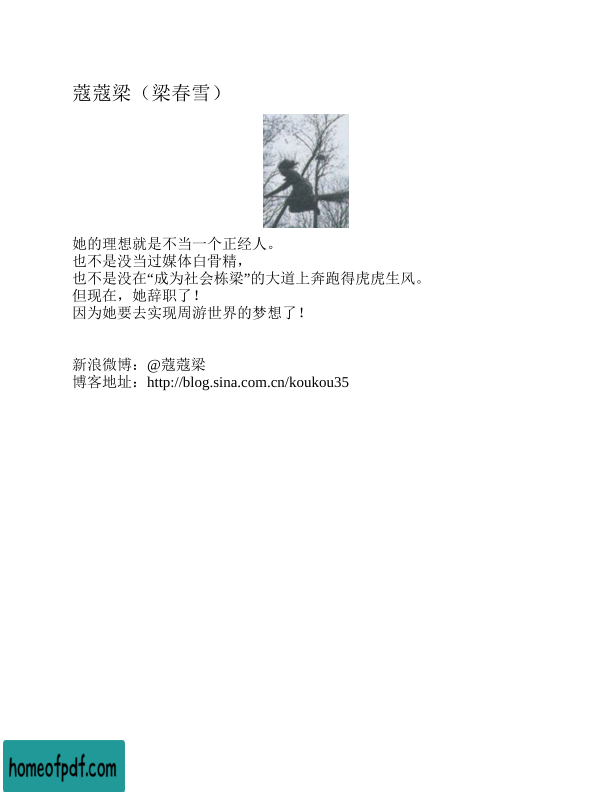 蔻蔻梁（梁春雪）
她的理想就是不当一个正经人。
也不是没当过媒体白骨精，
也不是没在“成为社会栋梁”的大道上奔跑得虎虎生风。
但现在，她辞职了！
因为她要去实现周游世界的梦想了！
新浪微博：@蔻蔻梁
博客地址：http://blog.sina.com.cn/koukou35
homeofpdf.com